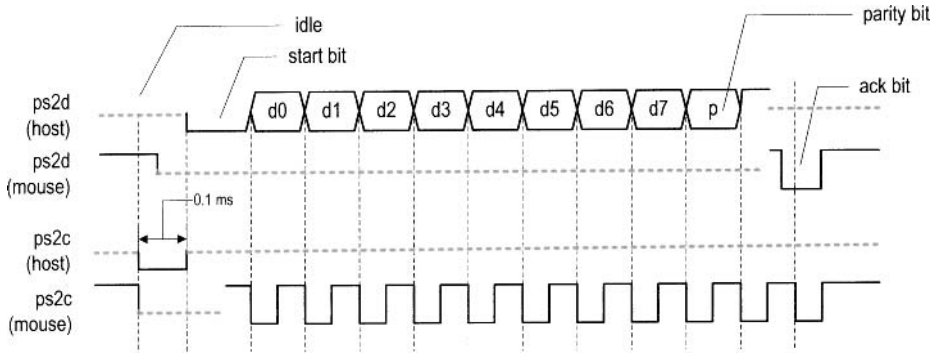 idle
parity bit
start bit
ack bit
ps2d
(host)
d0 d1 d2 d3 d4 d5 d6 d7 p
ps2d
(mouse)
0.1 ms
ps2c
(host)
ps2c
(mouse)